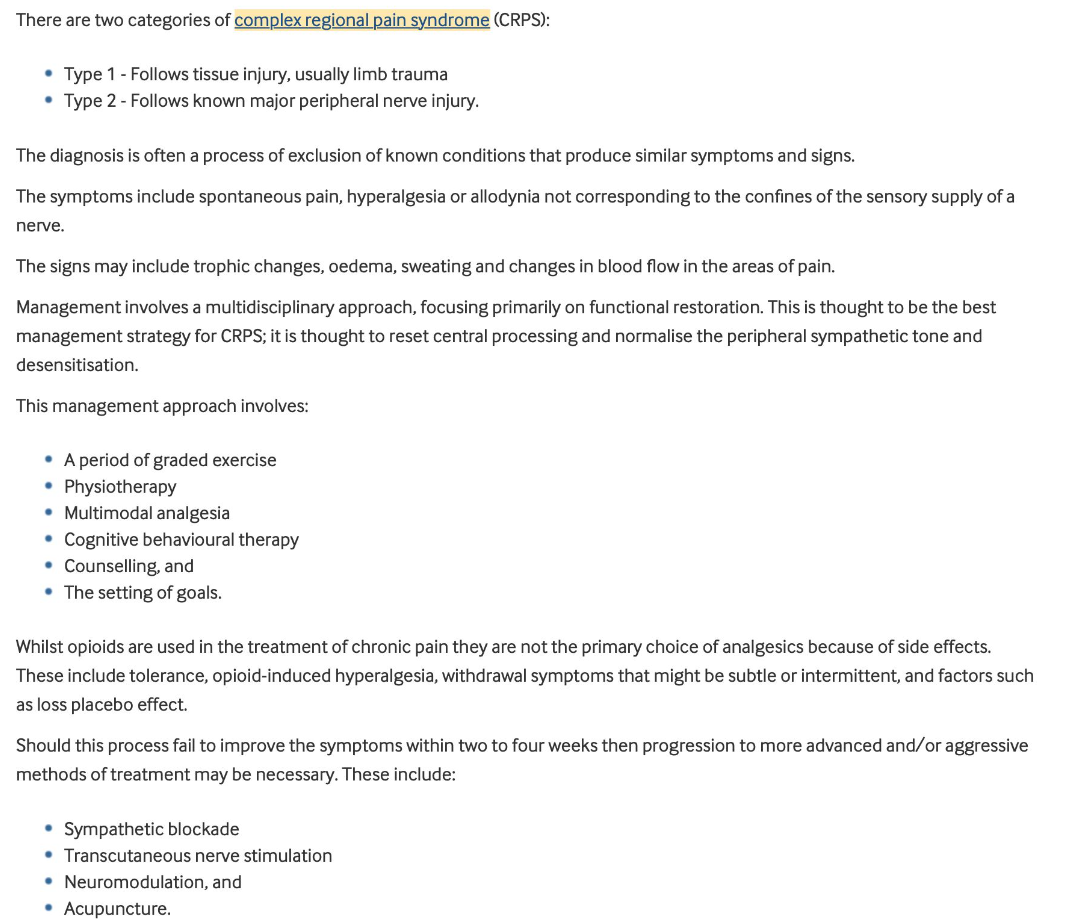 There are two categories of complex regional pain syndrome (CRPS):
• Type 1 - Follows tissue injury, usually limb trauma
• Type 2 - Follows known major peripheral nerve injury.
The diagnosis is often a process of exclusion of known conditions that produce similar symptoms and signs.
The symptoms include spontaneous pain, hyperalgesia or allodynia not corresponding to the confines of the sensory supply of a
nerve.
The signs may include trophic changes, oedema, sweating and changes in blood flow in the areas of pain.
Management involves a multidisciplinary approach, focusing primarily on functional restoration. This is thought to be the best
management strategy for CRPS; it is thought to reset central processing and normalise the peripheral sympathetic tone and
desensitisation.
This management approach involves:
• A period of graded exercise
• Physiotherapy
• Multimodal analgesia
• Cognitive behavioural therapy
• Counselling, and
• The setting of goals.
Whilst opioids are used in the treatment of chronic pain they are not the primary choice of analgesics because of side effects.
These include tolerance, opioid-induced hyperalgesia, withdrawal symptoms that might be subtle or intermittent, and factors such
as loss placebo effect.
Should this process fail to improve the symptoms within two to four weeks then progression to more advanced and/or aggressive
methods of treatment may be necessary. These include:
• Sympathetic blockade
• Transcutaneous nerve stimulation
• Neuromodulation, and
• Acupuncture.